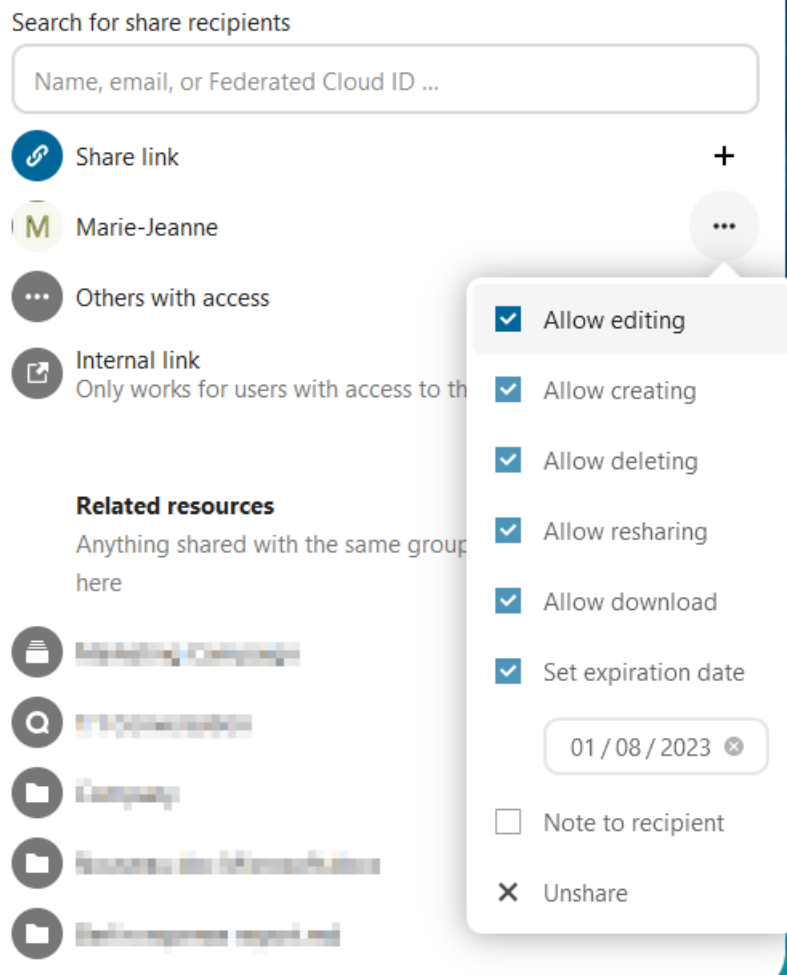 Search for share recipients
Name, email, or Federated Cloud ID ...
Share link
M Marie-Jeanne
Others with access
Internal link
Only works for users with access to th
Allow editing
Allow creating
Allow deleting
Allow resharing
Allow download
Set expiration date
01 / 08 / 2023
Note to recipient
Unshare
Related resources
Anything shared with the same group
here